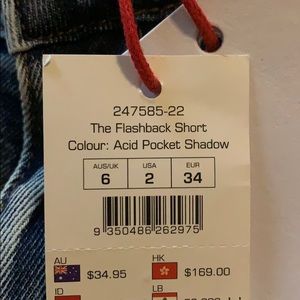 247585-22
The Flashback Short
Colour: Acid Pocket Shadow
AUS/UK USA EUR
6 2 34
9 350486 262975
AU HK
$34.95 $169.00
ID LB